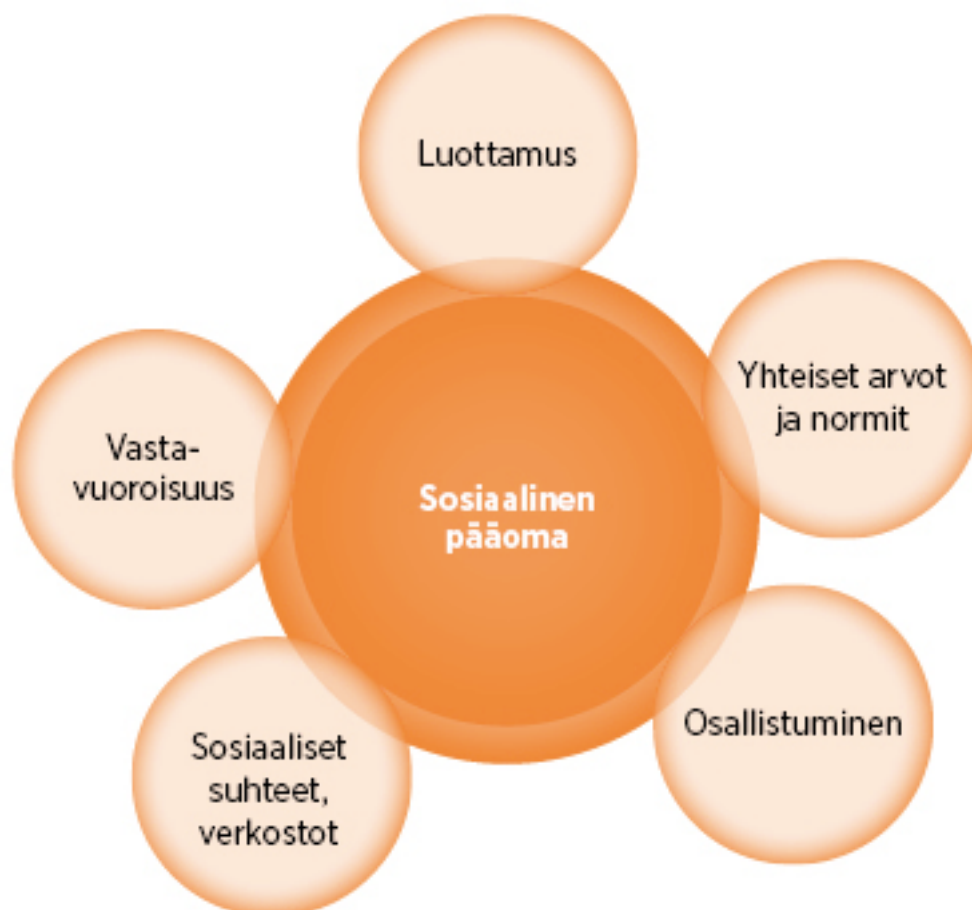 Luottamus
Yhteiset arvot
ja normit
Vasta-
vuoroisuus
Sosiaalinen
pääoma
Osallistuminen
Sosiaaliset
suhteet,
verkostot